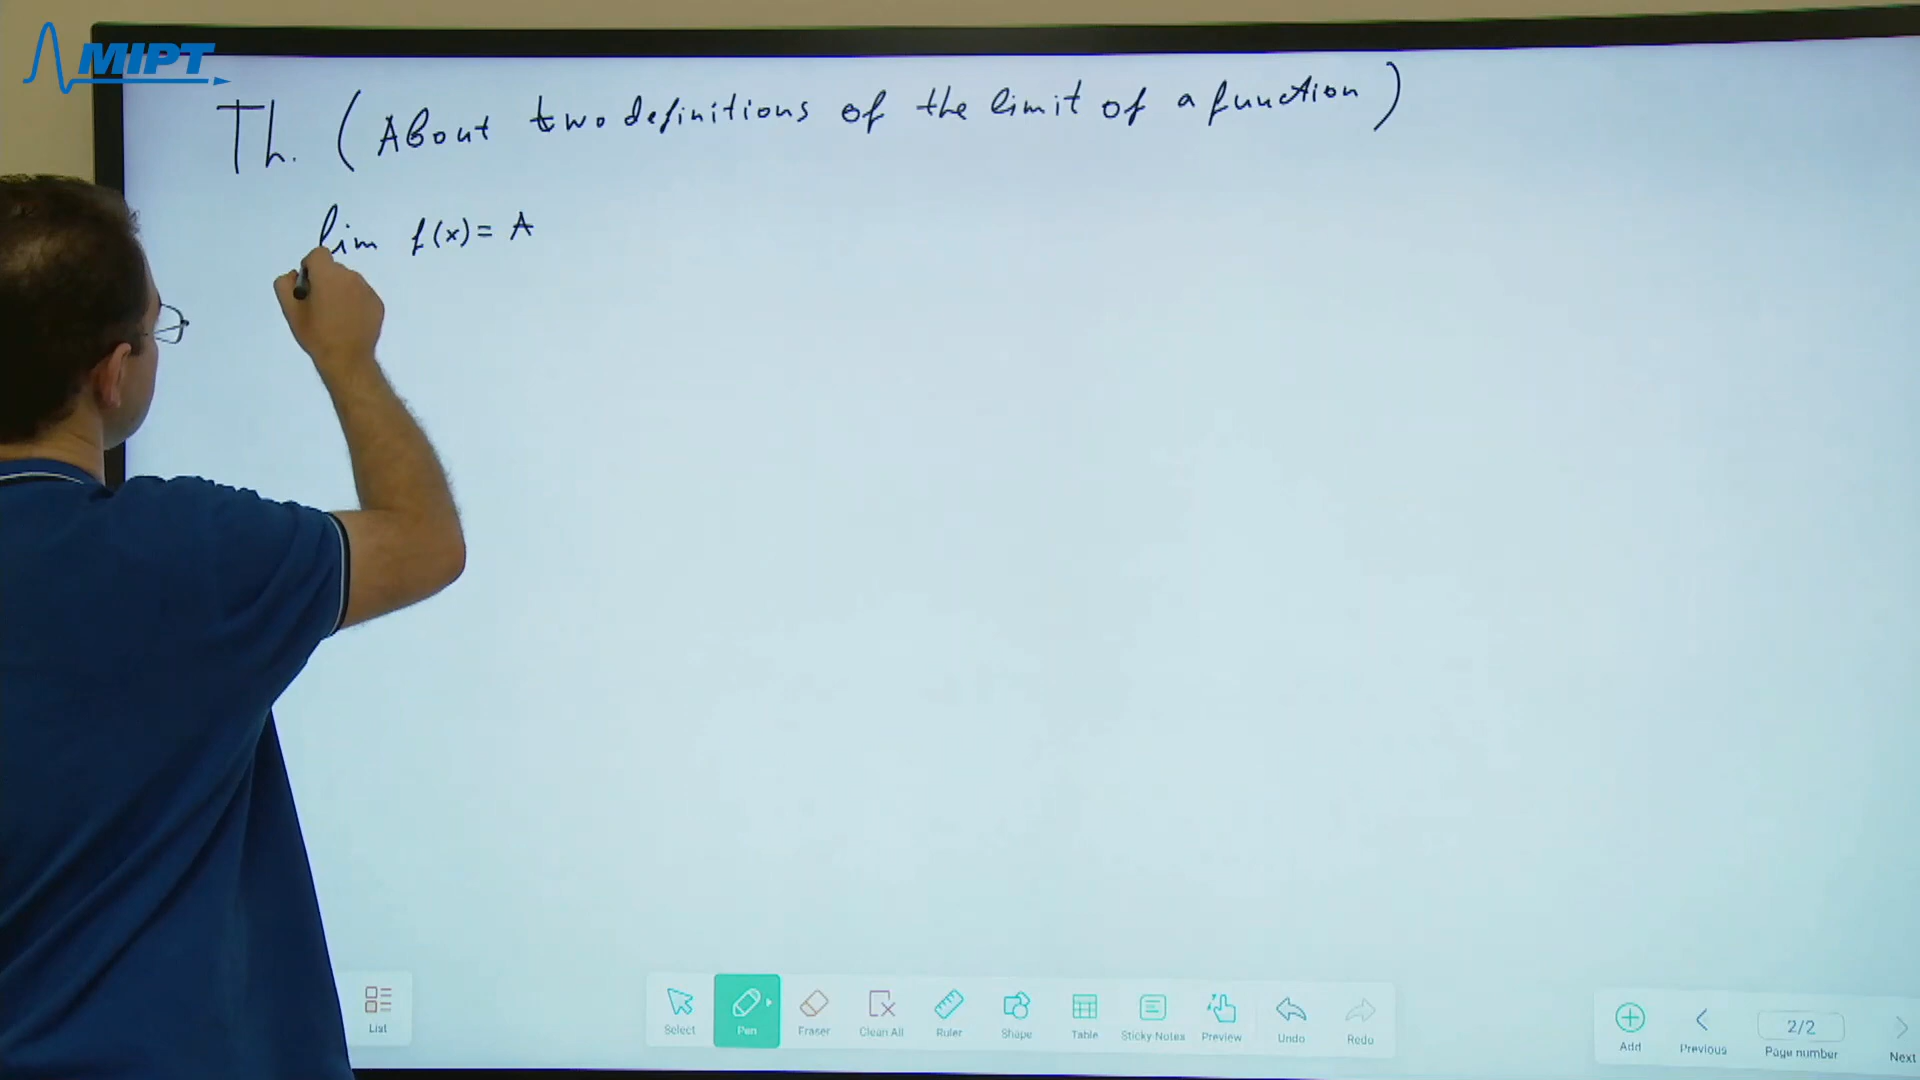 MIPT
Th. (About two definitions of the limit of a function)
lim f(x) = A
List
Select Pen Eraser Clean All Ruler Shape Table Sticky Notes Preview Undo Redo
Add Previous 2/2 Page number Next